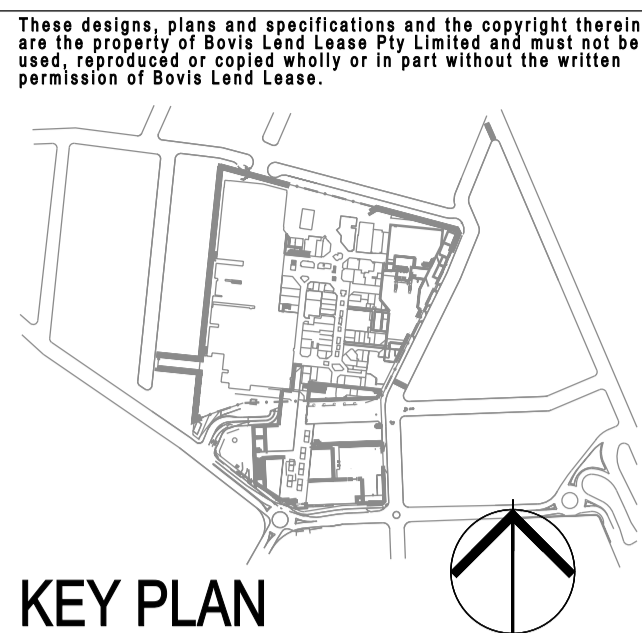 These designs, plans and specifications and the copyright therein
are the property of Bovis Lend Lease Pty Limited and must not be
used, reproduced or copied wholly or in part without the written
permission of Bovis Lend Lease.
KEY PLAN